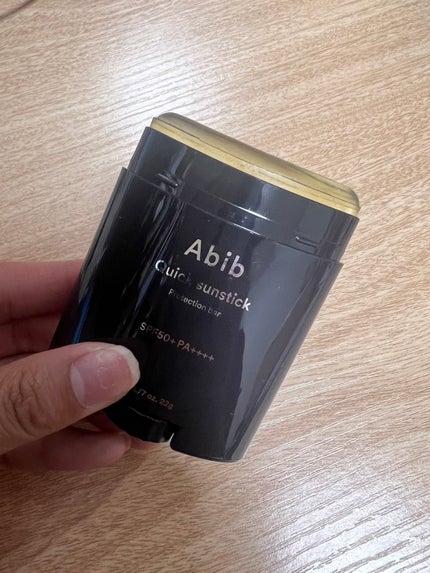 Abib
Quick sunstick
Protection bar
SPF50+PA++++
oz. 22g